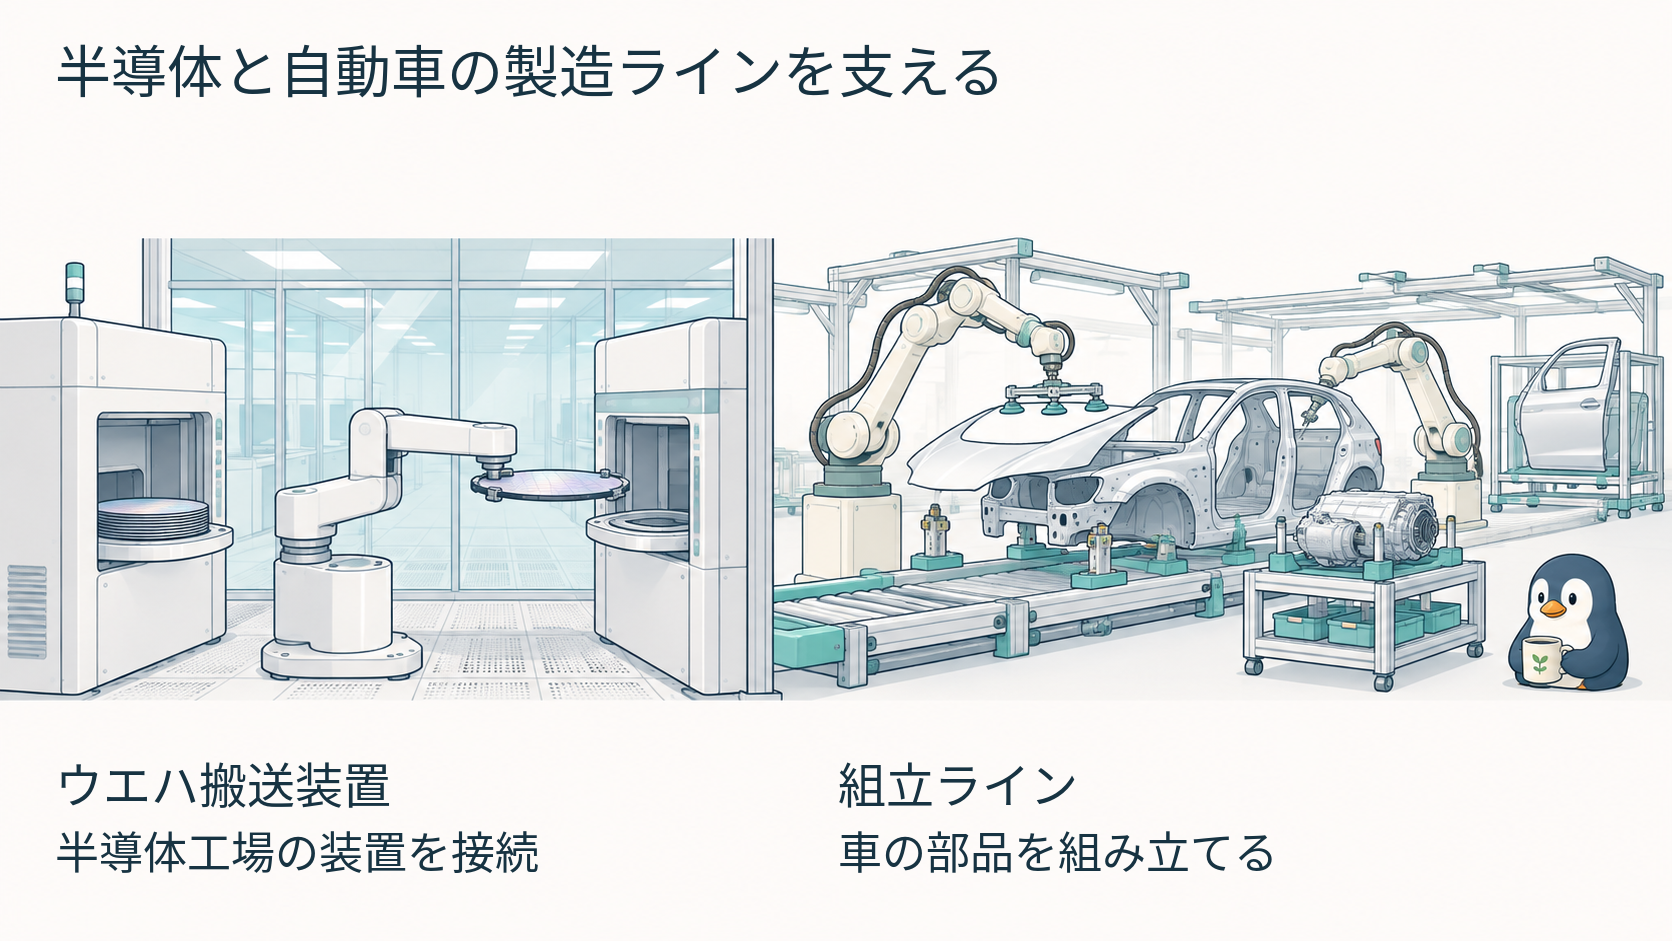 半導体と自動車の製造ラインを支える
ウエハ搬送装置
半導体工場の装置を接続
組立ライン
車の部品を組み立てる